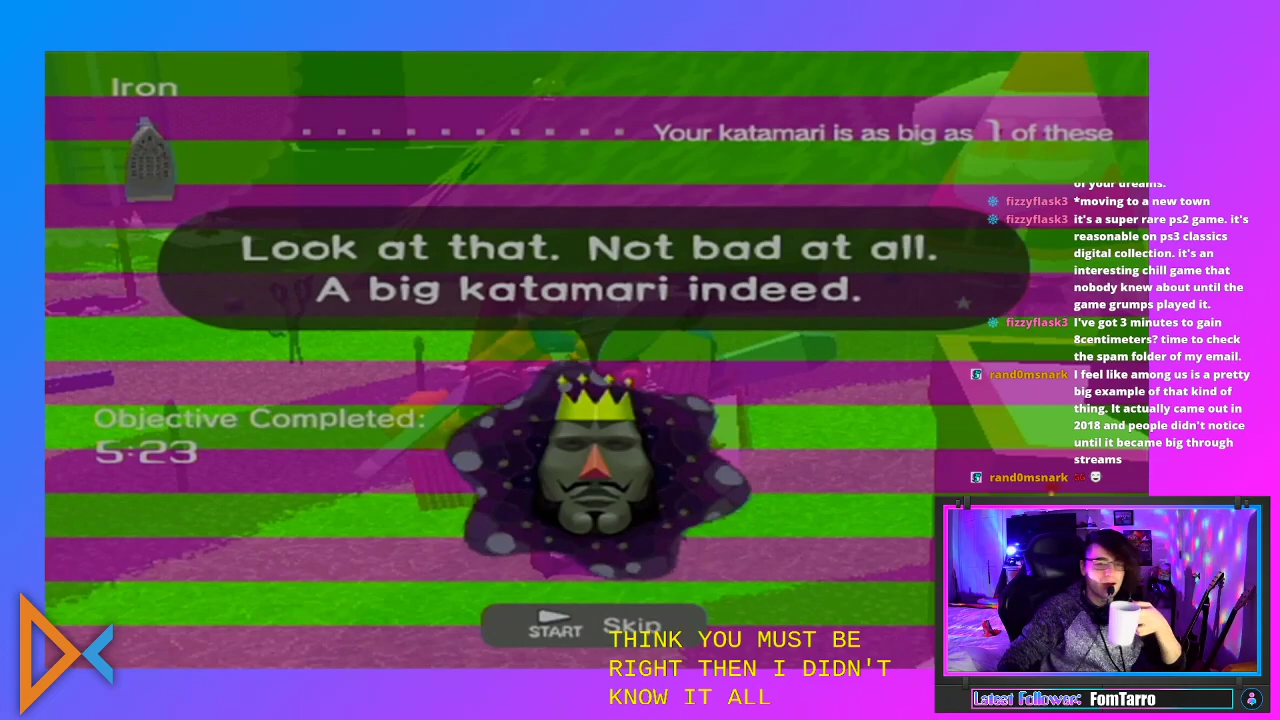 Iron
Your katamari is as big as 1 of these
Look at that. Not bad at all.
A big katamari indeed.
Objective Completed:
5:23
START Skip
THINK YOU MUST BE
RIGHT THEN I DIDN'T
KNOW IT ALL
of your dreams.
fizzyflask3 *moving to a new town
fizzyflask3 it's a super rare ps2 game. it's
reasonable on ps3 classics
digital collection. it's an
interesting chill game that
nobody knew about until the
game grumps played it.
fizzyflask3 I've got 3 minutes to gain
8centimeters? time to check
the spam folder of my email.
rand0msnark I feel like among us is a pretty
big example of that kind of
thing. It actually came out in
2018 and people didn't notice
until it became big through
streams
rand0msnark
Latest Follower: FomTarro